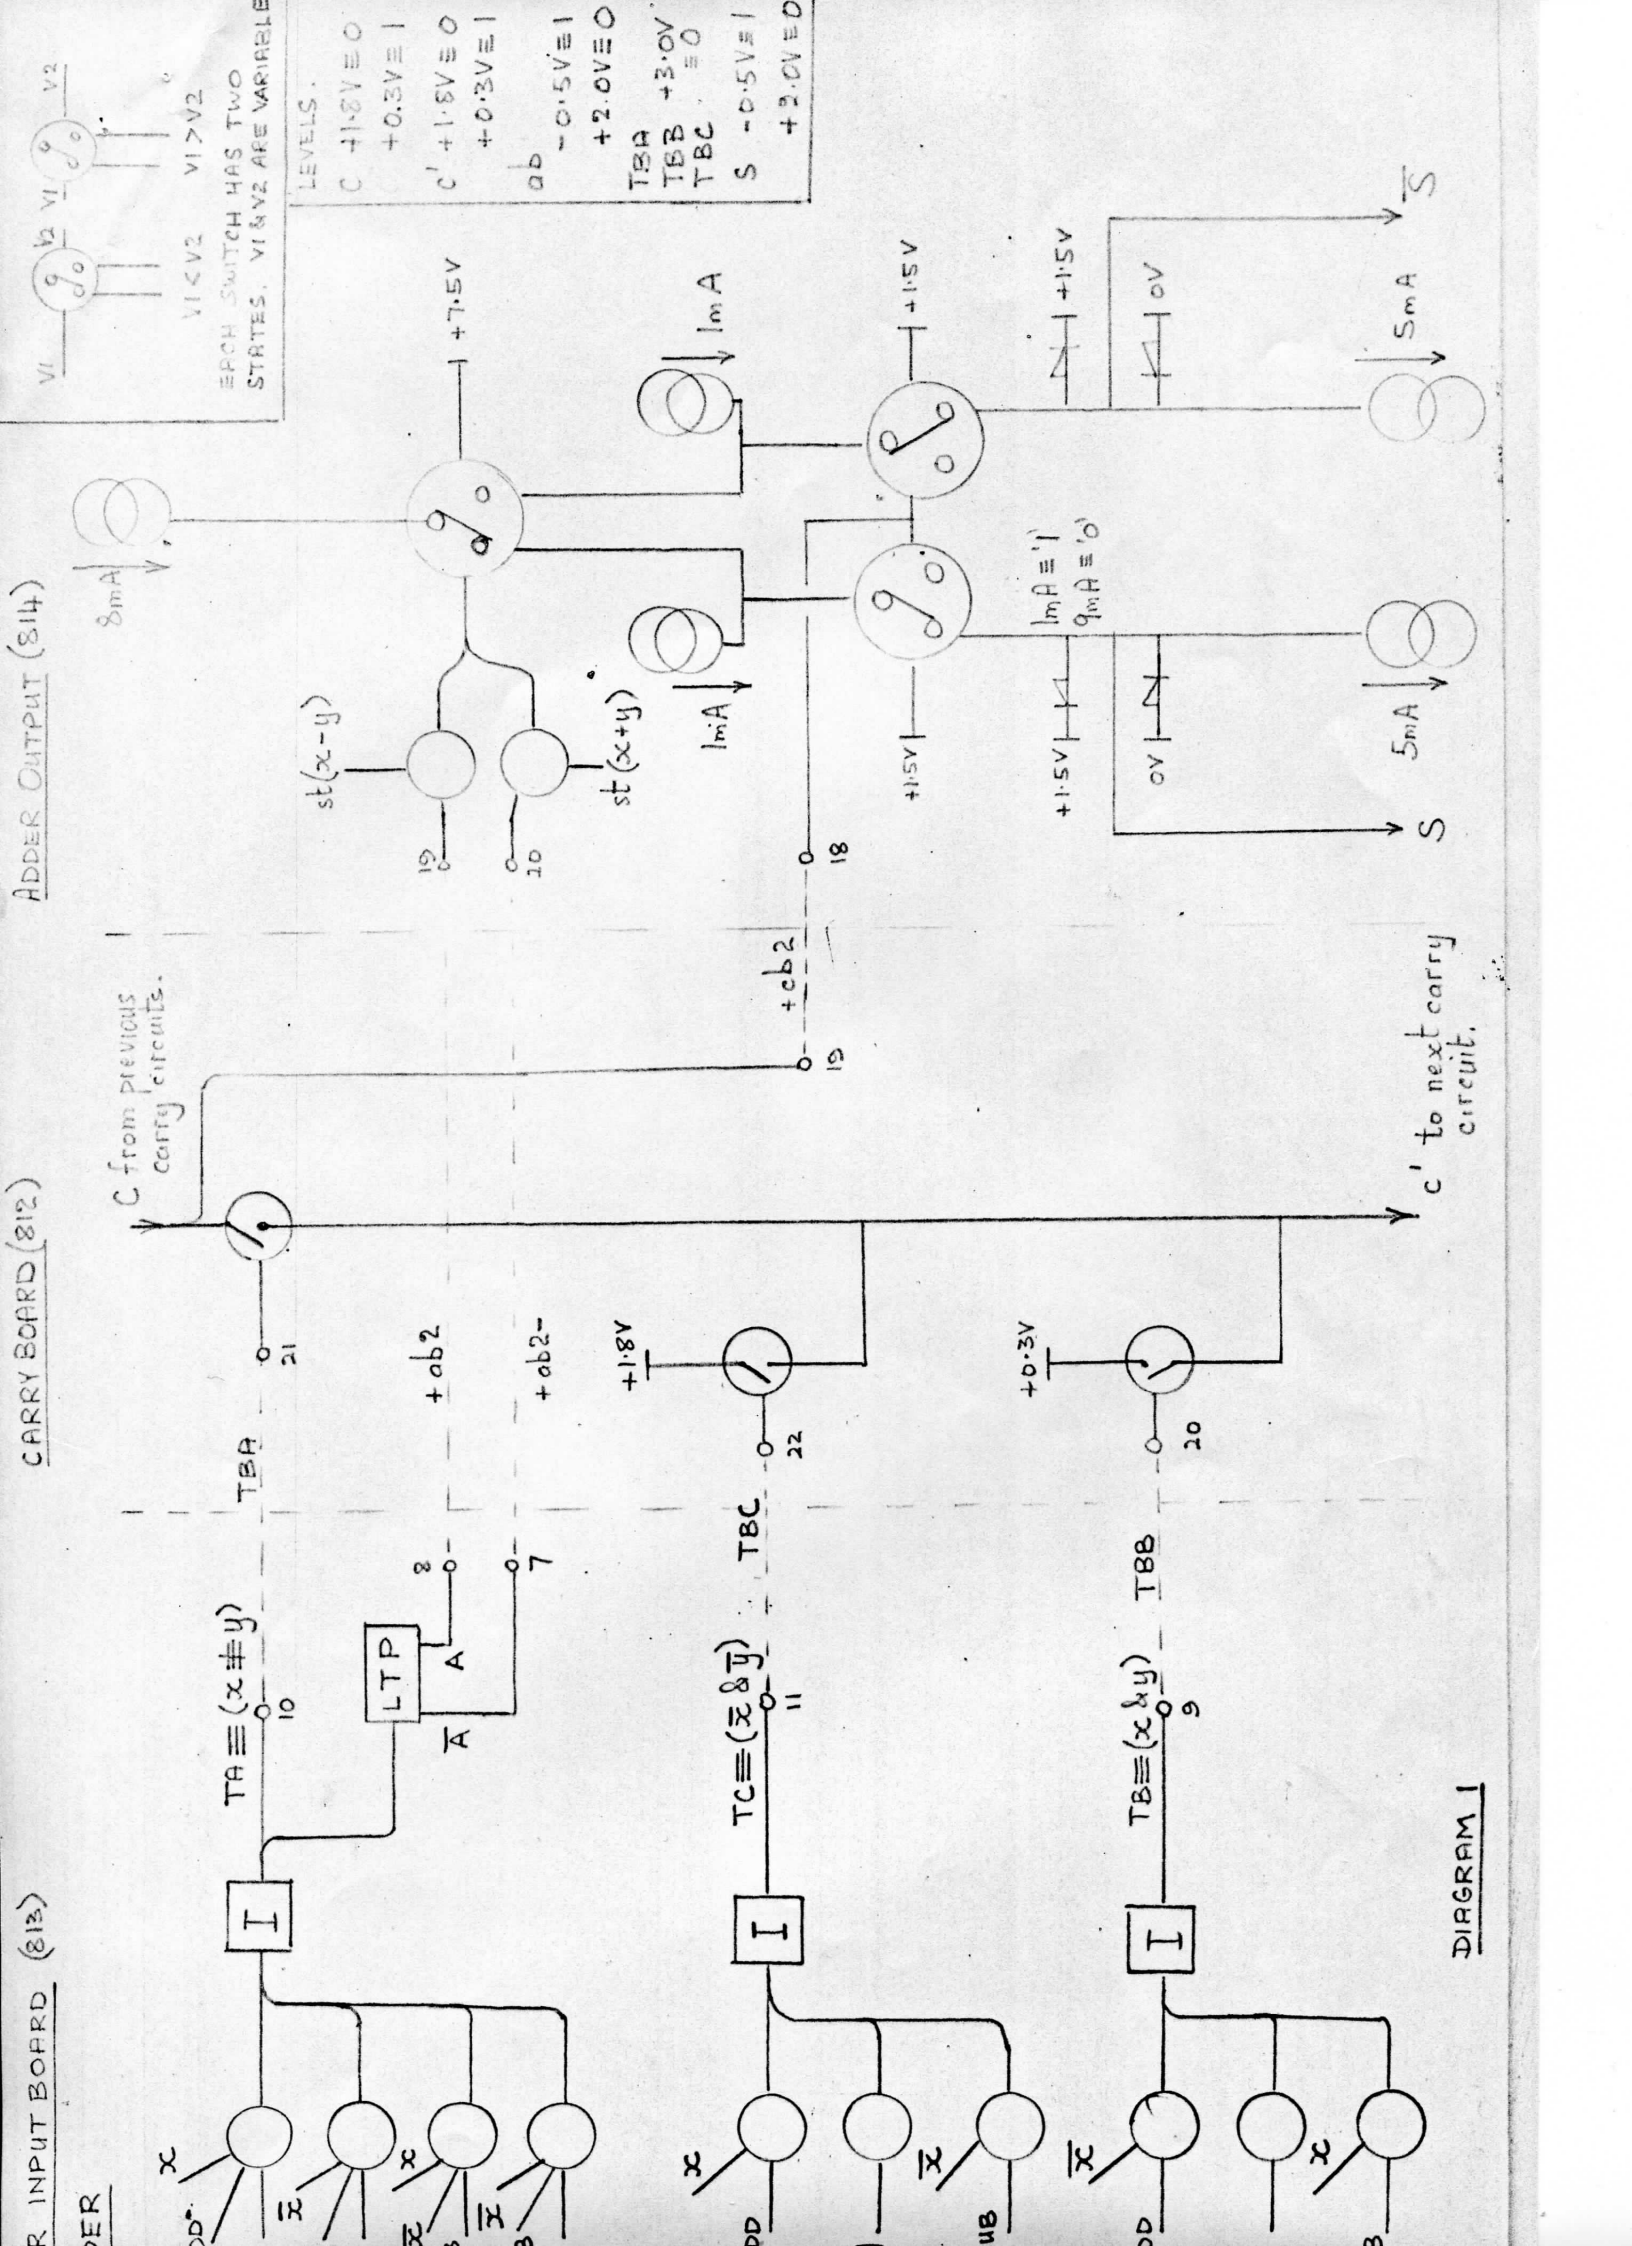 R INPUT BOARD (813)
DER
CARRY BOARD (812)
ADDER OUTPUT (814)
x
x̄
x
x̄
x̄
I
TA≡(x≢y)
10
LTP
A
Ā
8
7
TBA
21
+ab2
+ab2-
C from previous
carry circuits.
x
DD
x̄
UB
I
TC≡(x̄&ȳ)
11
TBC
22
+1.8V
x̄
DD
x
B
I
TB≡(x&y)
9
TBB
20
+0.3V
c' to next carry
circuit.
19
+cb2
18
8mA
st(x-y)
19
20
st(x+y)
+7.5V
1mA
1mA
+1.5V
+1.5V
1mA≡'1'
9mA≡'0'
+1.5V
0V
+1.5V
0V
5mA
5mA
S
S̄
V1
V2
V1
V2
V1<V2
V1>V2
EACH SWITCH HAS TWO
STATES. V1 & V2 ARE VARIABLE
LEVELS.
C +1.8V≡0
+0.3V≡1
c' +1.8V≡0
+0.3V≡1
ab
-0.5V≡1
+2.0V≡0
TBA
TBB +3.0V
TBC ≡0
S -0.5V≡1
+2.0V≡0
DIAGRAM 1